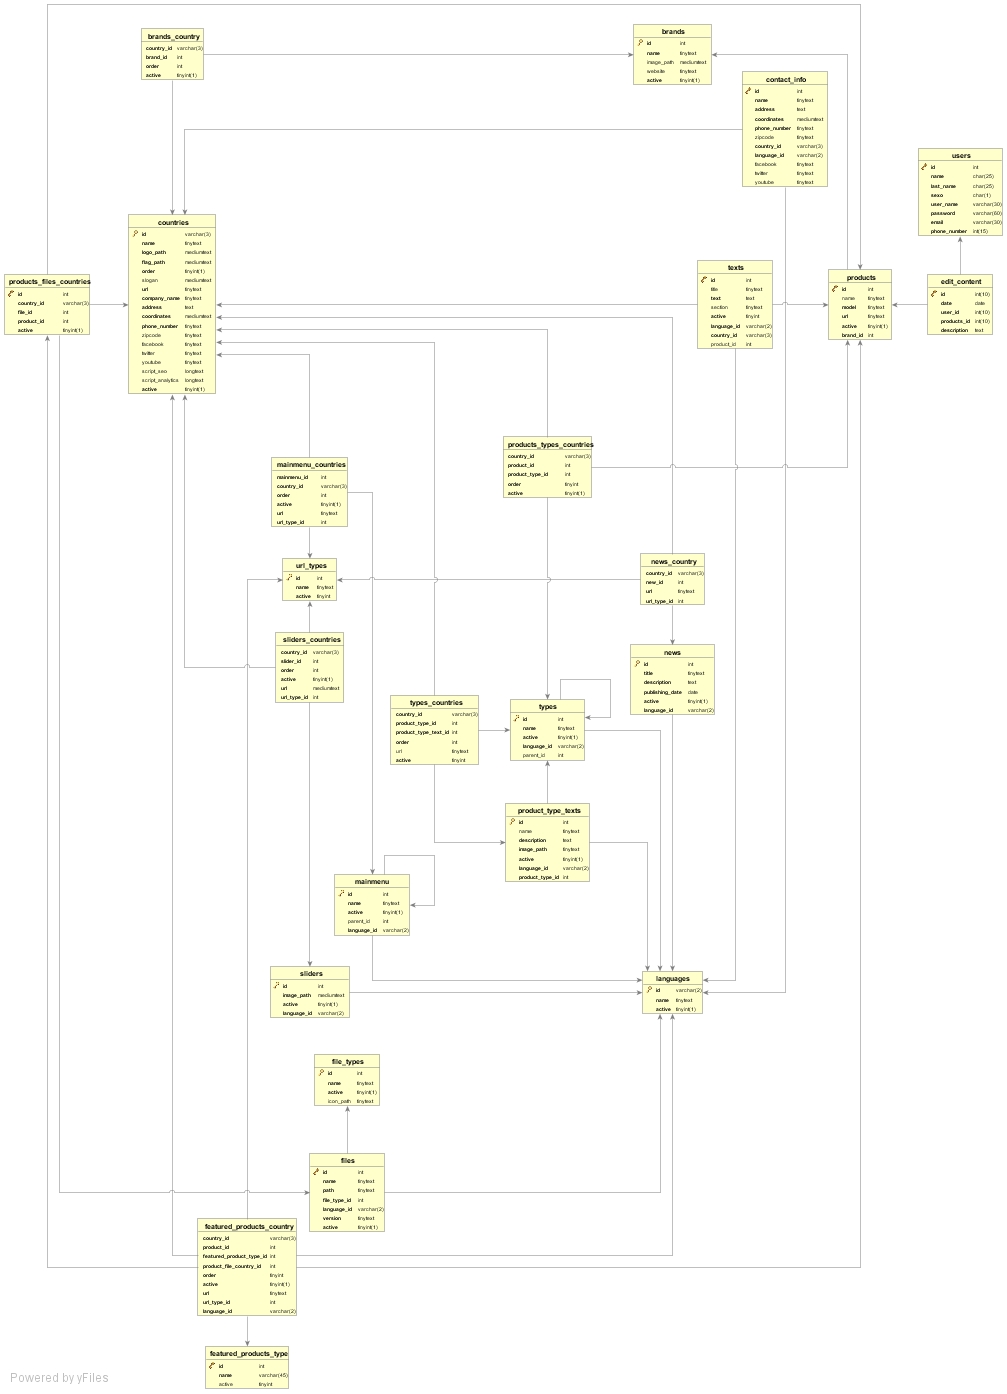 brands_country
country_id varchar(3)
brand_id int
order int
active tinyint(1)
brands
id int
name tinytext
image_path mediumtext
website tinytext
active tinyint(1)
contact_info
id int
name tinytext
address text
coordinates mediumtext
phone_number tinytext
zipcode tinytext
country_id varchar(3)
language_id varchar(2)
facebook tinytext
twitter tinytext
youtube tinytext
users
id int
name char(25)
last_name char(25)
sexo char(1)
user_name varchar(30)
password varchar(60)
email varchar(30)
phone_number int(15)
countries
id varchar(3)
name tinytext
logo_path mediumtext
flag_path mediumtext
order tinyint(1)
slogan mediumtext
url tinytext
company_name tinytext
address text
coordinates mediumtext
phone_number tinytext
zipcode tinytext
facebook tinytext
twitter tinytext
youtube tinytext
script_seo longtext
script_analytics longtext
active tinyint(1)
products_files_countries
id int
country_id varchar(3)
file_id int
product_id int
active tinyint(1)
texts
id int
title tinytext
text text
section tinytext
active tinyint
language_id varchar(2)
country_id varchar(3)
product_id int
products
id int
name tinytext
model tinytext
url tinytext
active tinyint(1)
brand_id int
edit_content
id int(10)
date date
user_id int(10)
products_id int(10)
description text
mainmenu_countries
mainmenu_id int
country_id varchar(3)
order int
active tinyint(1)
url tinytext
url_type_id int
products_types_countries
country_id varchar(3)
product_id int
product_type_id int
order tinyint
active tinyint(1)
url_types
id int
name tinytext
active tinyint
news_country
country_id varchar(3)
new_id int
url tinytext
url_type_id int
sliders_countries
country_id varchar(3)
slider_id int
order int
active tinyint(1)
url mediumtext
url_type_id int
news
id int
title tinytext
description text
publishing_date date
active tinyint(1)
language_id varchar(2)
types_countries
country_id varchar(3)
product_type_id int
product_type_text_id int
order int
url tinytext
active tinyint
types
id int
name tinytext
active tinyint(1)
language_id varchar(2)
parent_id int
product_type_texts
id int
name tinytext
description text
image_path tinytext
active tinyint(1)
language_id varchar(2)
product_type_id int
mainmenu
id int
name tinytext
active tinyint(1)
parent_id int
language_id varchar(2)
sliders
id int
image_path mediumtext
active tinyint(1)
language_id varchar(2)
languages
id varchar(2)
name tinytext
active tinyint(1)
file_types
id int
name tinytext
active tinyint(1)
icon_path tinytext
files
id int
name tinytext
path tinytext
file_type_id int
language_id varchar(2)
version tinytext
active tinyint(1)
featured_products_country
country_id varchar(3)
product_id int
featured_product_type_id int
product_file_country_id int
order tinyint
active tinyint(1)
url tinytext
url_type_id int
language_id varchar(2)
featured_products_type
id int
name varchar(45)
active tinyint
Powered by yFiles